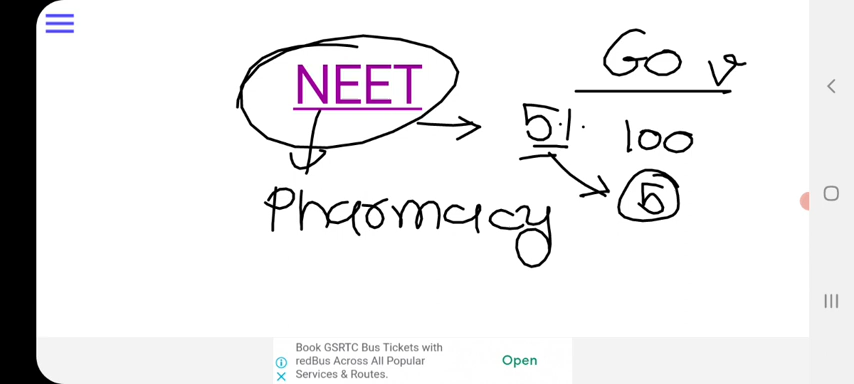 NEET
Gov
5%
100
5
Pharmacy
Book GSRTC Bus Tickets with
redBus Across All Popular
Services & Routes.
Open